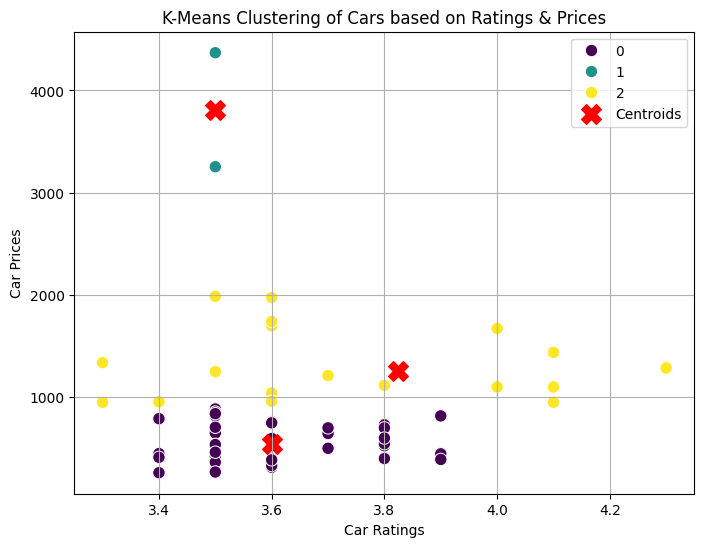 K-Means Clustering of Cars based on Ratings & Prices
0
1
2
Centroids
4000
3000
2000
1000
Car Prices
3.4 3.6 3.8 4.0 4.2
Car Ratings